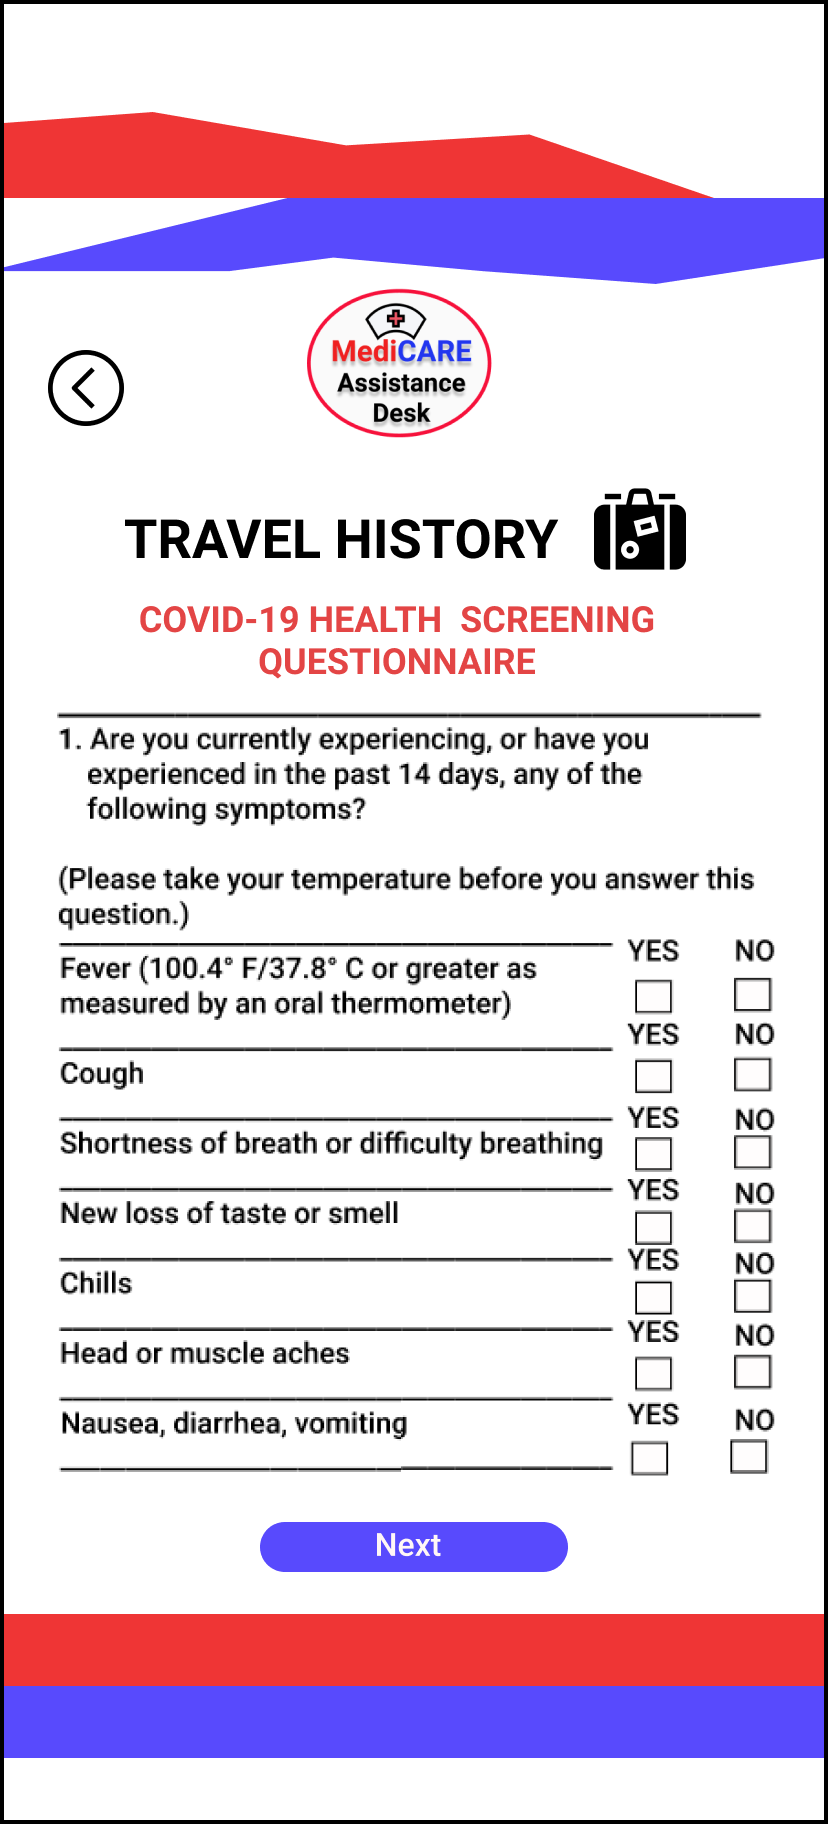 MediCARE
Assistance
Desk
TRAVEL HISTORY
COVID-19 HEALTH SCREENING
QUESTIONNAIRE
1. Are you currently experiencing, or have you
experienced in the past 14 days, any of the
following symptoms?
(Please take your temperature before you answer this
question.)
YES NO
Fever (100.4° F/37.8° C or greater as
measured by an oral thermometer)
YES NO
Cough
YES NO
Shortness of breath or difficulty breathing
YES NO
New loss of taste or smell
YES NO
Chills
YES NO
Head or muscle aches
YES NO
Nausea, diarrhea, vomiting
Next